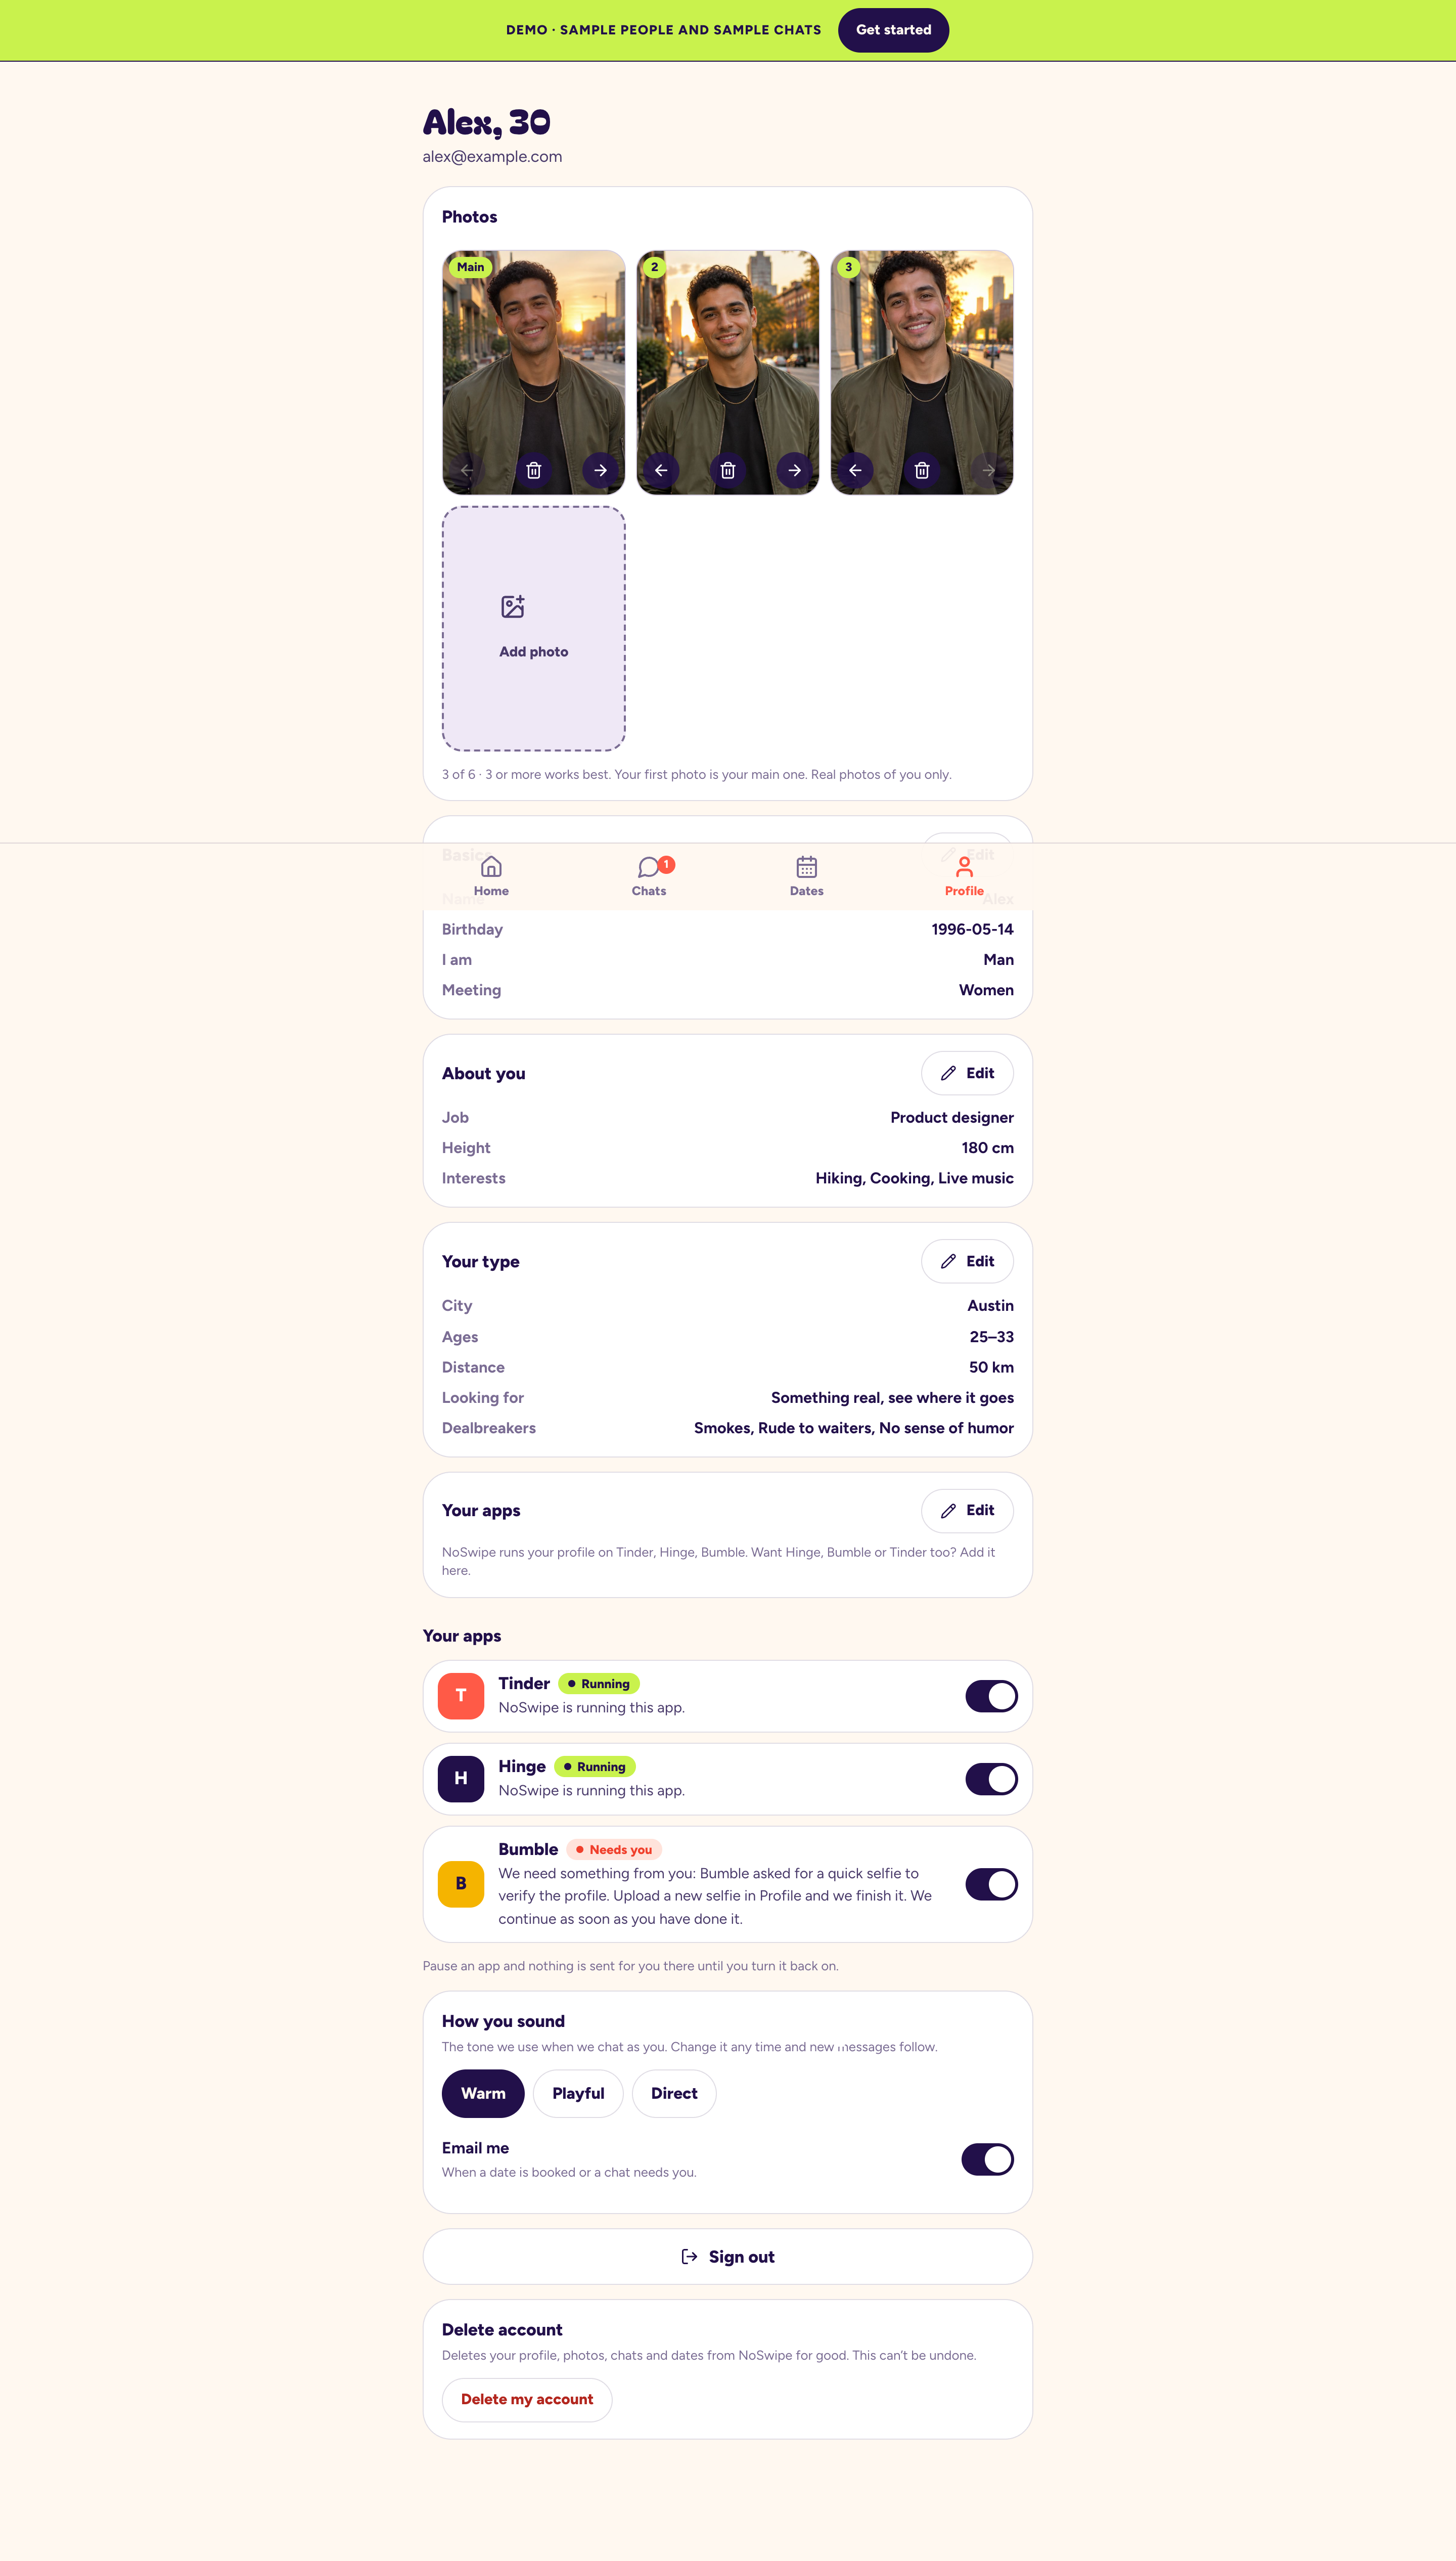 DEMO · SAMPLE PEOPLE AND SAMPLE CHATS
Get started
Alex, 30
alex@example.com
Photos
Main
2
3
Add photo
3 of 6 · 3 or more works best. Your first photo is your main one. Real photos of you only.
Basics
Edit
Home
Chats
1
Dates
Profile
Name
Alex
Birthday
1996-05-14
I am
Man
Meeting
Women
About you
Edit
Job
Product designer
Height
180 cm
Interests
Hiking, Cooking, Live music
Your type
Edit
City
Austin
Ages
25–33
Distance
50 km
Looking for
Something real, see where it goes
Dealbreakers
Smokes, Rude to waiters, No sense of humor
Your apps
Edit
NoSwipe runs your profile on Tinder, Hinge, Bumble. Want Hinge, Bumble or Tinder too? Add it
here.
Your apps
T
Tinder
Running
NoSwipe is running this app.
H
Hinge
Running
NoSwipe is running this app.
B
Bumble
Needs you
We need something from you: Bumble asked for a quick selfie to
verify the profile. Upload a new selfie in Profile and we finish it. We
continue as soon as you have done it.
Pause an app and nothing is sent for you there until you turn it back on.
How you sound
The tone we use when we chat as you. Change it any time and new messages follow.
Warm
Playful
Direct
Email me
When a date is booked or a chat needs you.
Sign out
Delete account
Deletes your profile, photos, chats and dates from NoSwipe for good. This can’t be undone.
Delete my account